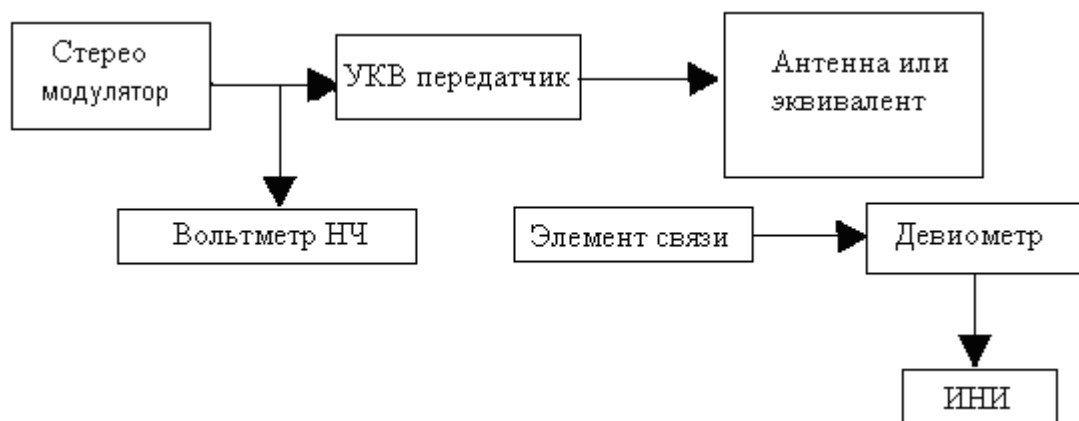 Стерео
модулятор
УКВ передатчик
Антенна или
эквивалент
Вольтметр НЧ
Элемент связи
Девиометр
ИНИ